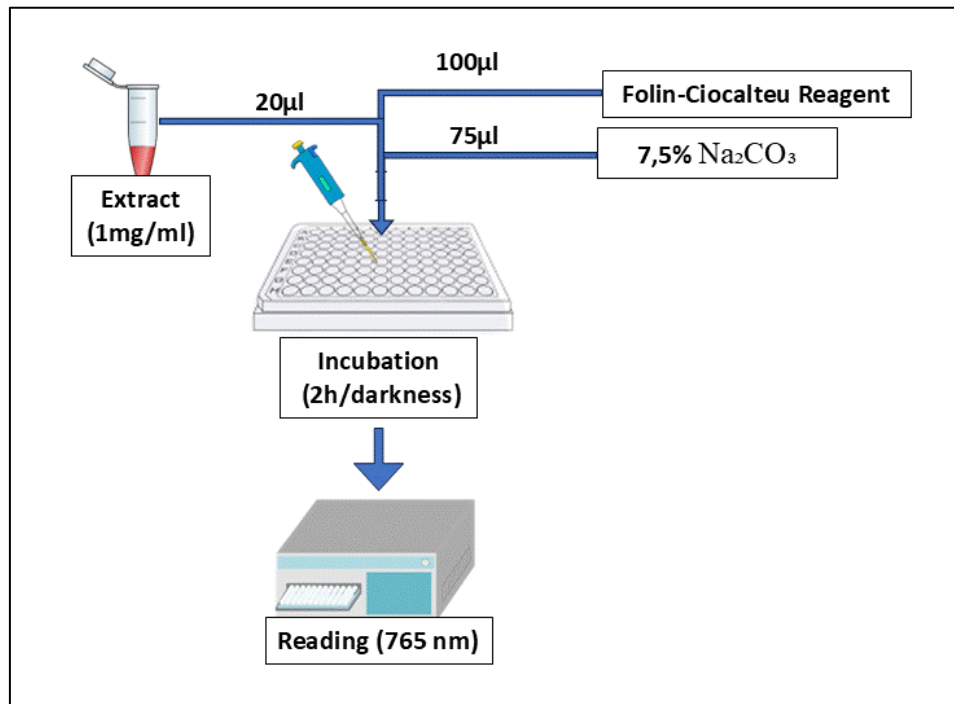 100µl
Folin-Ciocalteu Reagent
20µl
75µl
7,5% Na₂CO₃
Extract
(1mg/ml)
Incubation
(2h/darkness)
Reading (765 nm)